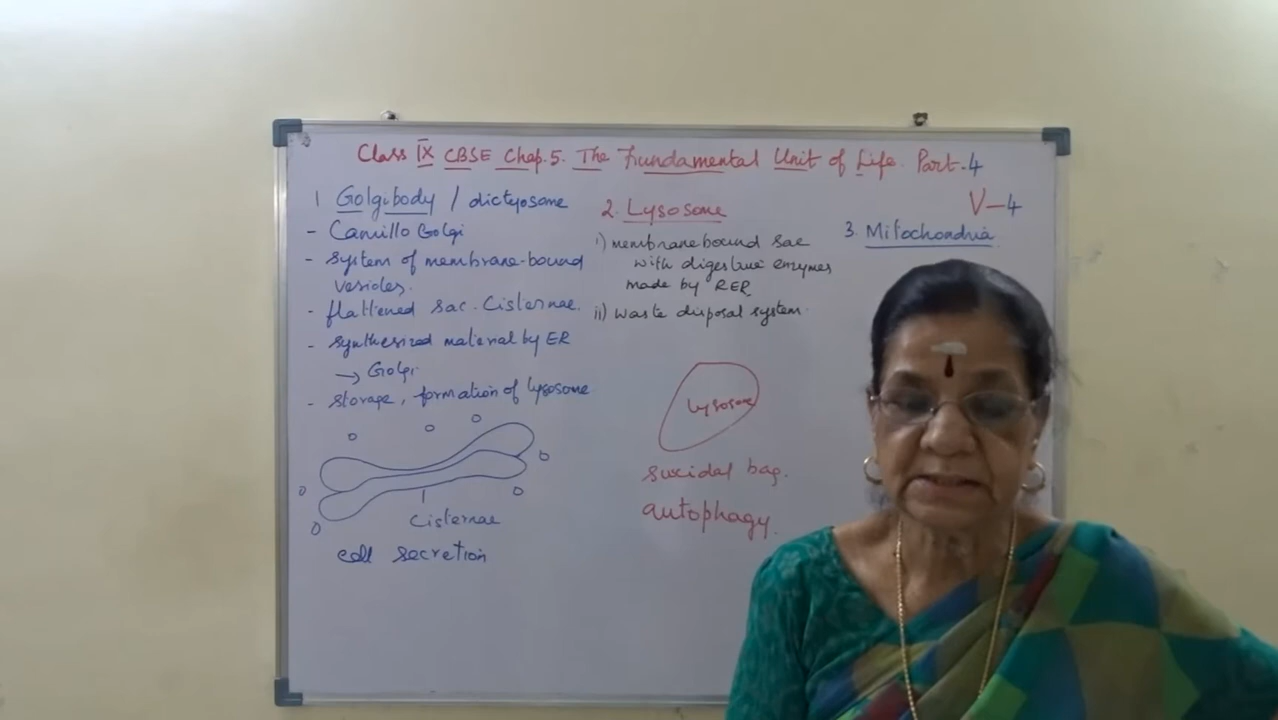 Class IX CBSE Chap.5. The Fundamental Unit of Life. Part.4
V-4
1 Golgibody / dictyosome
- Camillo Golgi
- System of membrane-bound
vesicles.
- flattened sac. Cisternae.
- synthesized material by ER
→ Golgi
- storage, formation of lysosome
Cisternae
cell secretion
2. Lysosome
i) membrane bound sac
with digestive enzymes
made by RER
ii) waste disposal system
lysosome
suicidal bag.
autophagy.
3. Mitochondria